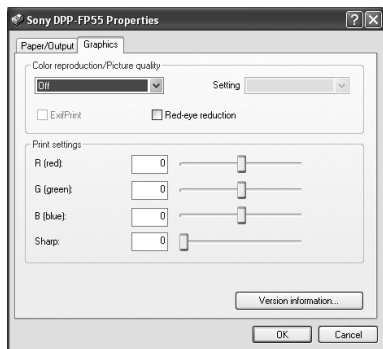 Sony DPP-FP55 Properties
Paper/Output Graphics
Color reproduction/Picture quality
Off Setting
ExifPrint Red-eye reduction
Print settings
R (red): 0
G (green): 0
B (blue): 0
Sharp: 0
Version information...
OK Cancel